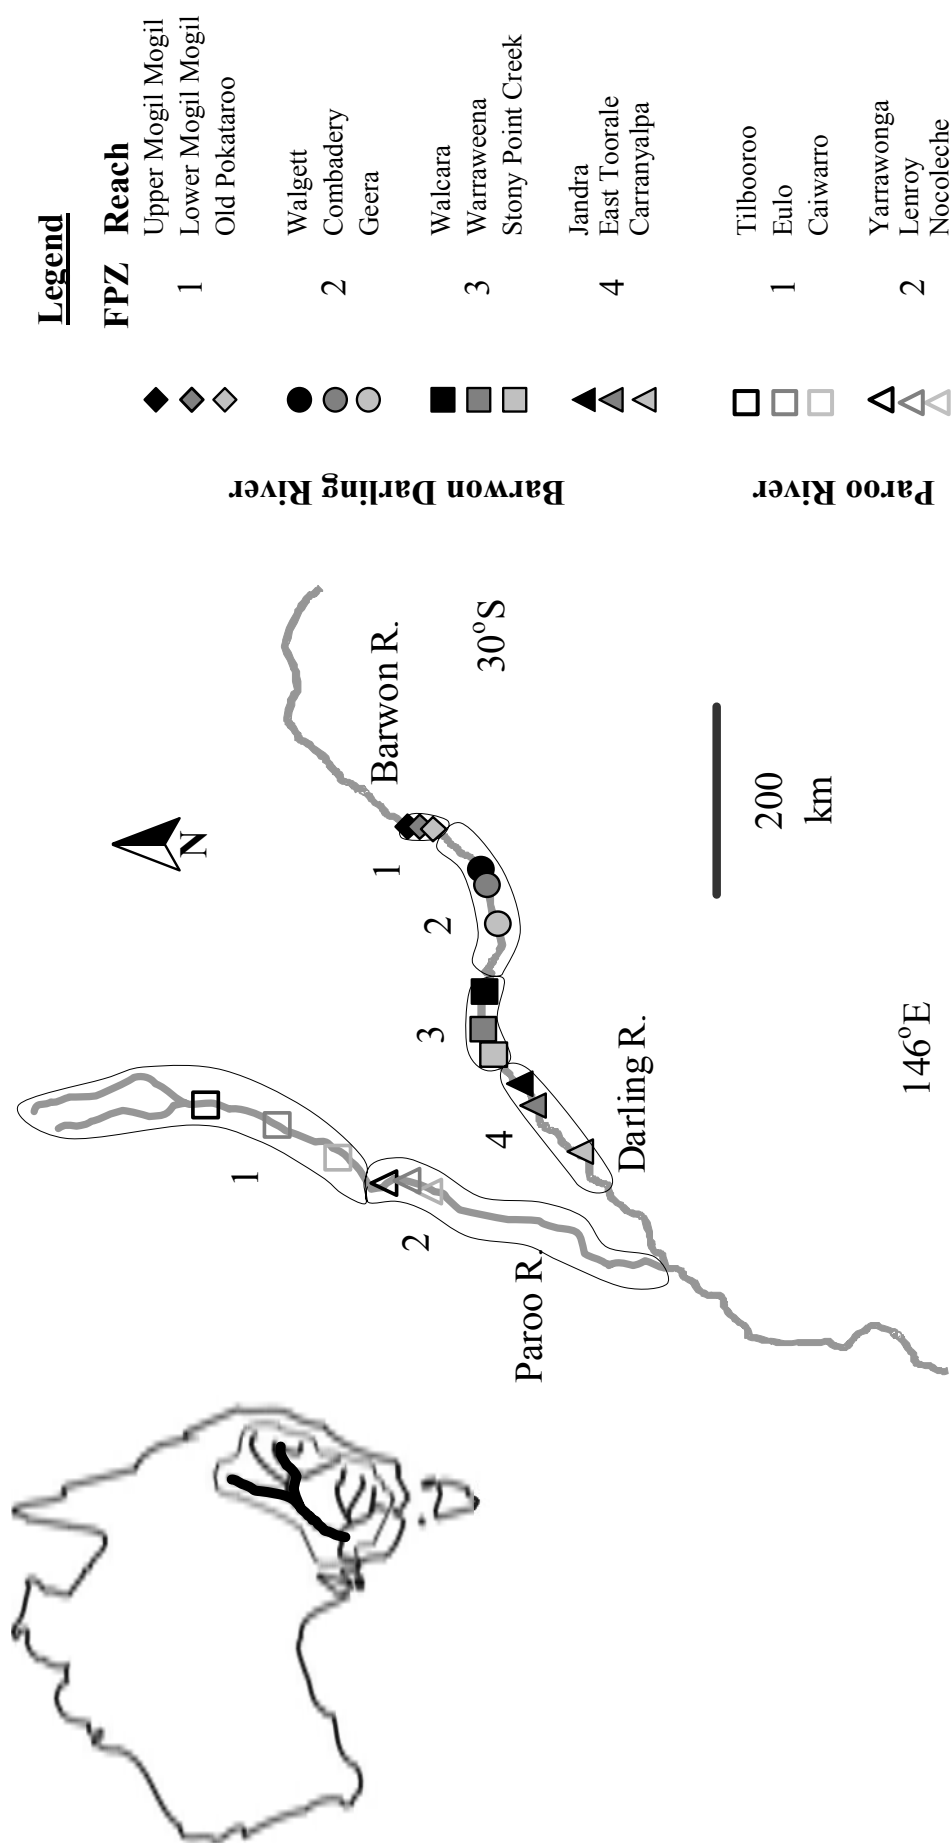 N
Barwon R.
30°S
1
2
3
4
Darling R.
1
2
Paroo R.
200
km
146°E
Legend
FPZ Reach
Barwon Darling River
1
Upper Mogil Mogil
Lower Mogil Mogil
Old Pokataroo
2
Walgett
Combadery
Geera
3
Walcara
Warraweena
Stony Point Creek
4
Jandra
East Toorale
Carranyalpa
Paroo River
1
Tilbooroo
Eulo
Caiwarro
2
Yarrawonga
Lenroy
Nocoleche